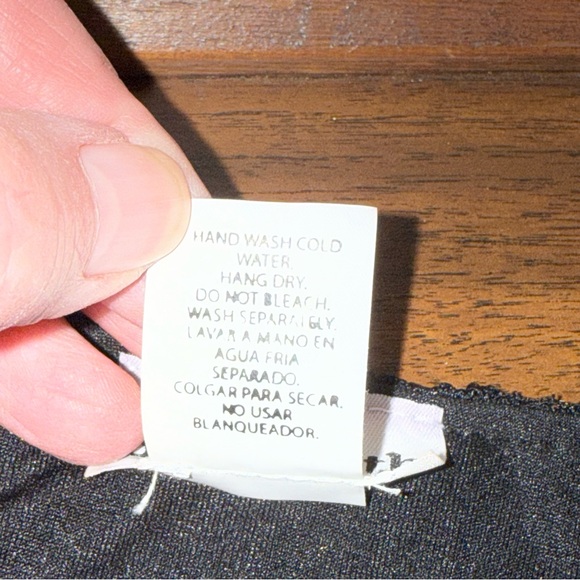 HAND WASH COLD
WATER.
HANG DRY.
DO NOT BLEACH.
WASH SEPARATELY.
LAVAR A MANO EN
AGUA FRIA
SEPARADO.
COLGAR PARA SECAR.
NO USAR
BLANQUEADOR.